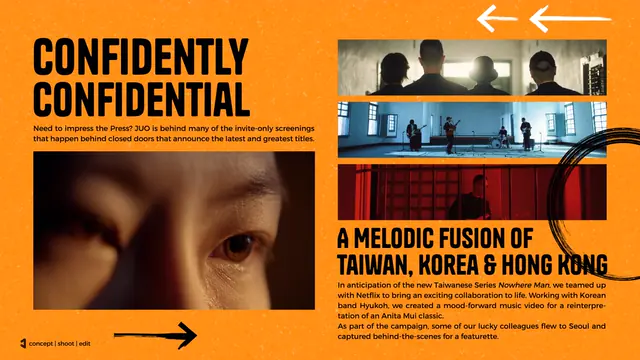 CONFIDENTLY
CONFIDENTIAL
Need to impress the Press? JUO is behind many of the invite-only screenings
that happen behind closed doors that announce the latest and greatest titles.
A MELODIC FUSION OF
TAIWAN, KOREA & HONG KONG
In anticipation of the new Taiwanese Series Nowhere Man, we teamed up
with Netflix to bring an exciting collaboration to life. Working with Korean
band Hyukoh, we created a mood-forward music video for a reinterpre-
tation of an Anita Mui classic.
As part of the campaign, some of our lucky colleagues flew to Seoul and
captured behind-the-scenes for a featurette.
concept | shoot | edit